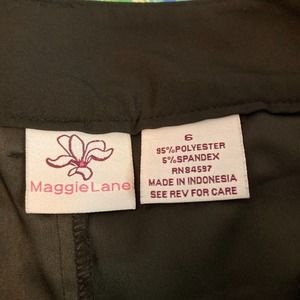 MaggieLane
6
95% POLYESTER
5% SPANDEX
RN84597
MADE IN INDONESIA
SEE REV FOR CARE